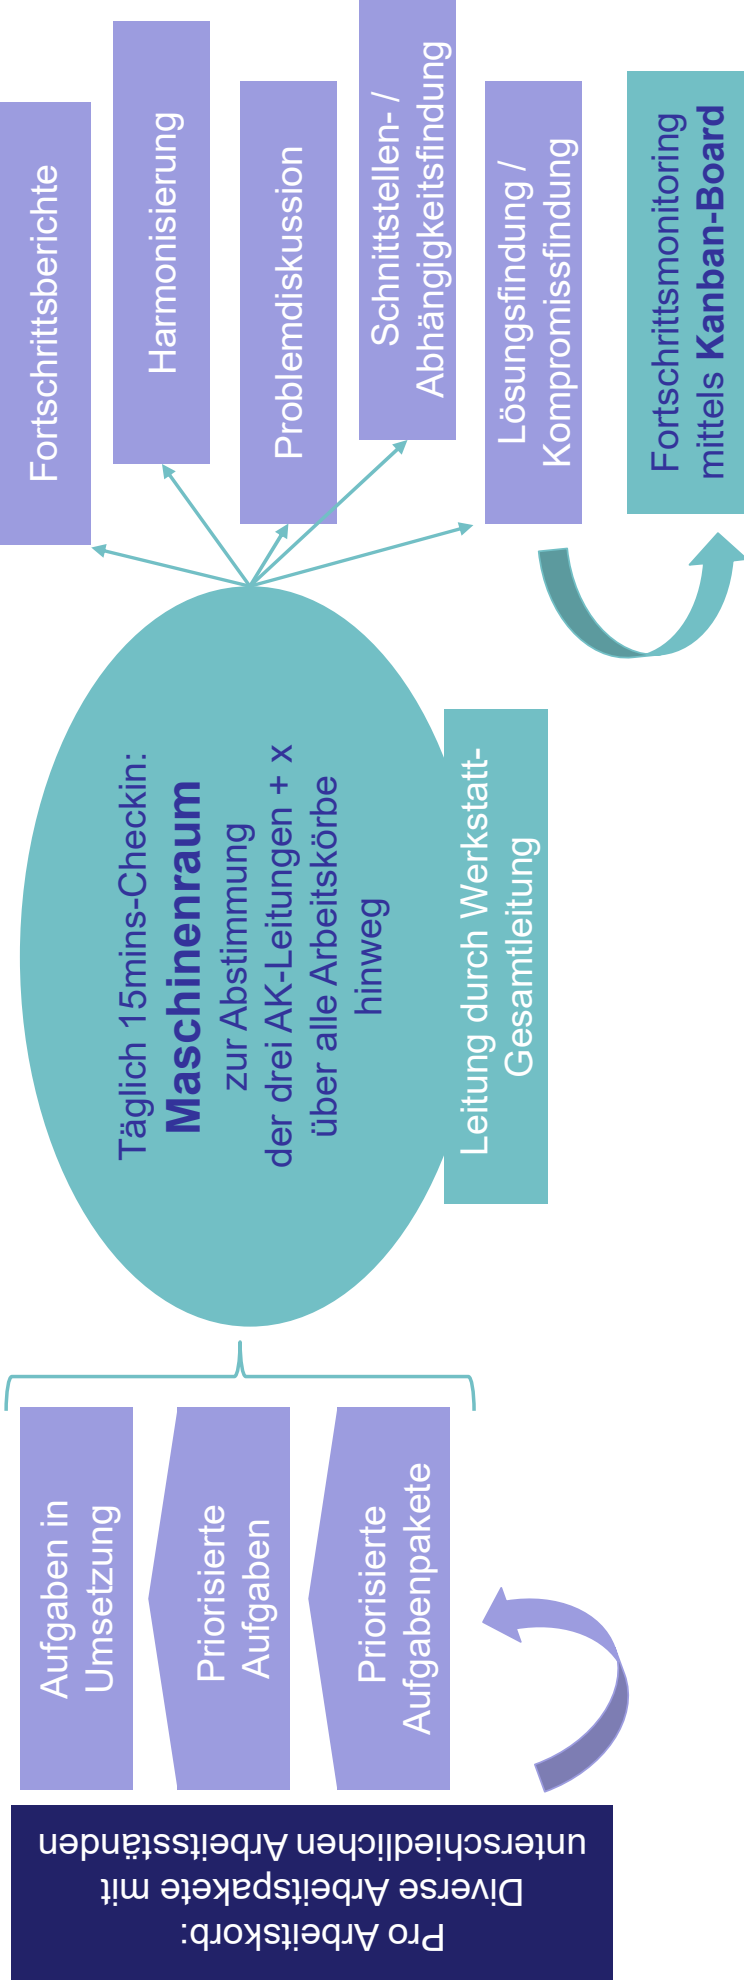 Pro Arbeitskorb:
Diverse Arbeitspakete mit
unterschiedlichen Arbeitsständen
Aufgaben in
Umsetzung
Priorisierte
Aufgaben
Priorisierte
Aufgabenpakete
Täglich 15mins-Checkin:
Maschinenraum
zur Abstimmung
der drei AK-Leitungen + x
über alle Arbeitskörbe
hinweg
Leitung durch Werkstatt-
Gesamtleitung
Fortschrittsberichte
Harmonisierung
Problemdiskussion
Schnittstellen- /
Abhängigkeitsfindung
Lösungsfindung /
Kompromissfindung
Fortschrittsmonitoring
mittels Kanban-Board